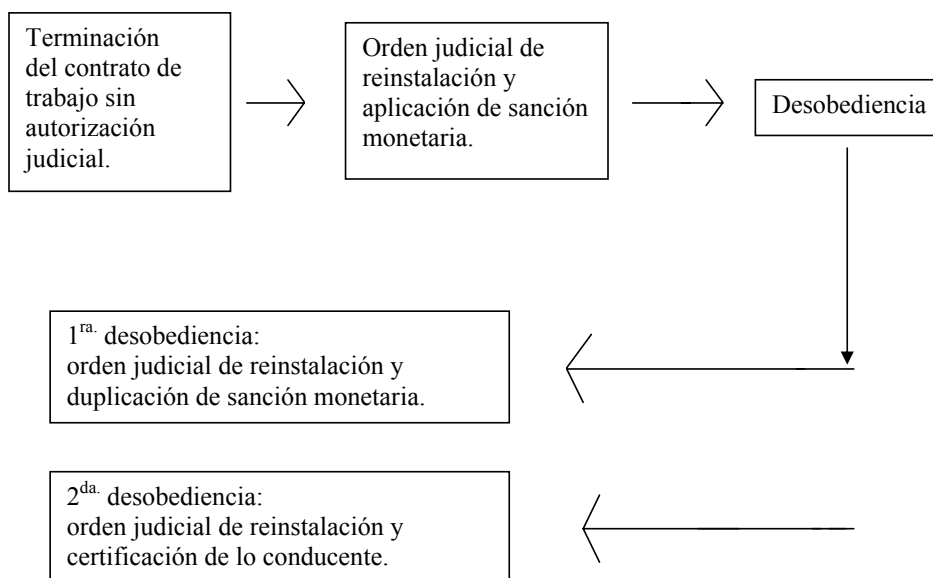 Terminación
del contrato de
trabajo sin
autorización
judicial.
Orden judicial de
reinstalación y
aplicación de sanción
monetaria.
Desobediencia
1ra. desobediencia:
orden judicial de reinstalación y
duplicación de sanción monetaria.
2da. desobediencia:
orden judicial de reinstalación y
certificación de lo conducente.